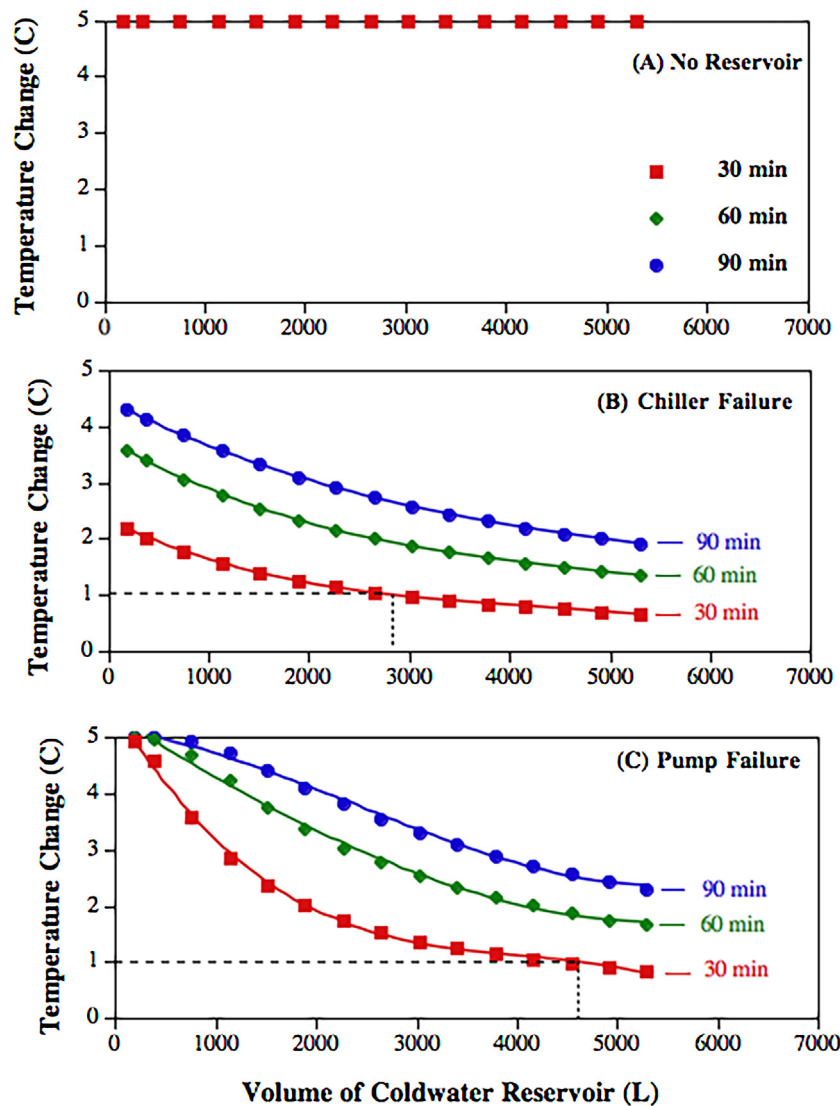 Temperature Change (C)
5
4
3
2
1
0
(A) No Reservoir
30 min
60 min
90 min
0 1000 2000 3000 4000 5000 6000 7000
Temperature Change (C)
5
4
3
2
1
0
(B) Chiller Failure
90 min
60 min
30 min
0 1000 2000 3000 4000 5000 6000 7000
Temperature Change (C)
5
4
3
2
1
0
(C) Pump Failure
90 min
60 min
30 min
0 1000 2000 3000 4000 5000 6000 7000
Volume of Coldwater Reservoir (L)